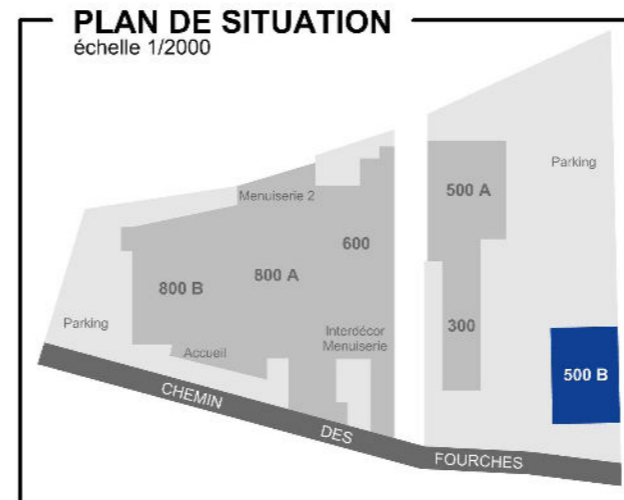 PLAN DE SITUATION
échelle 1/2000
Parking
500 A
Menuiserie 2
600
800 A
800 B
Parking
Accueil
Interdécor
Menuiserie
300
500 B
CHEMIN DES FOURCHES